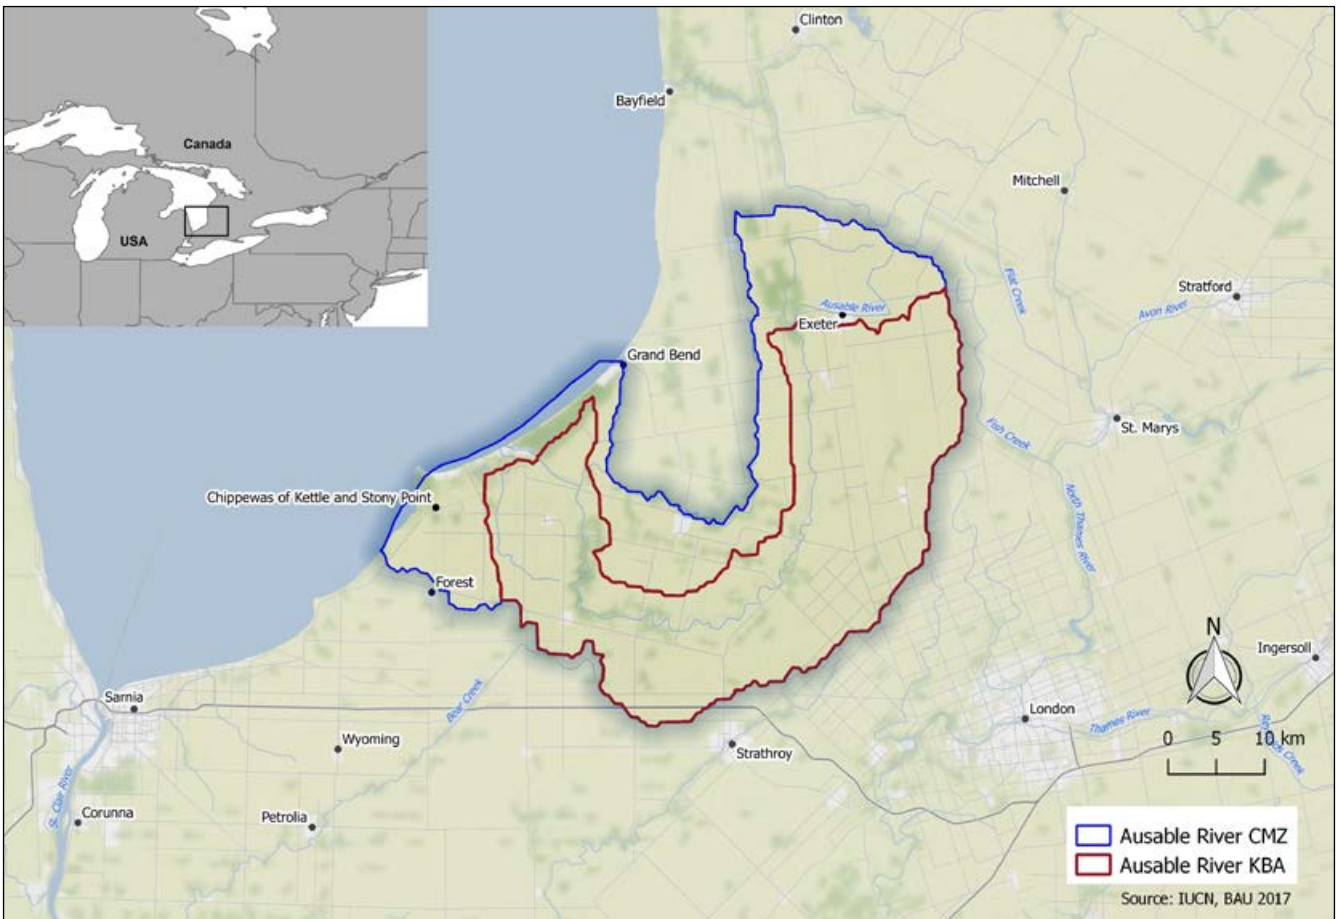 Clinton
Bayfield
Canada
USA
Mitchell
Flat Creek
Stratford
Avon River
Ausable River
Exeter
Grand Bend
St. Marys
Fish Creek
Chippewas of Kettle and Stony Point
North Thames River
Forest
N
Ingersoll
Sarnia
Bear Creek
London
Thames River
Wyoming
Strathroy
0 5 10 km
Reynolds Creek
St. Clair River
Corunna
Petrolia
Ausable River CMZ
Ausable River KBA
Source: IUCN, BAU 2017